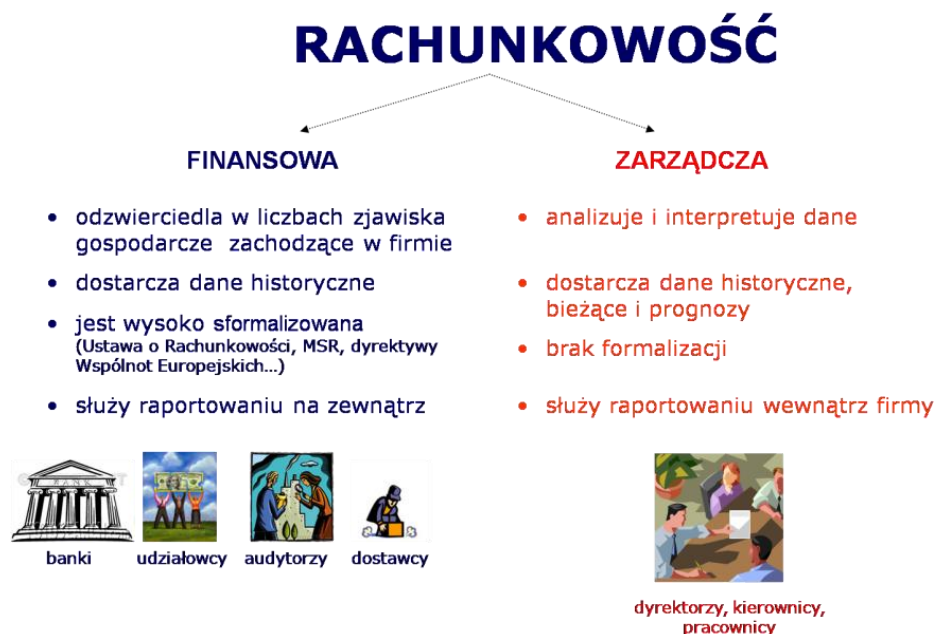 RACHUNKOWOŚĆ
FINANSOWA
• odzwierciedla w liczbach zjawiska
gospodarcze zachodzące w firmie
• dostarcza dane historyczne
• jest wysoko sformalizowana
(Ustawa o Rachunkowości, MSR, dyrektywy
Wspólnot Europejskich...)
• służy raportowaniu na zewnątrz
BANK
banki
udziałowcy
audytorzy
dostawcy
ZARZĄDCZA
• analizuje i interpretuje dane
• dostarcza dane historyczne,
bieżące i prognozy
• brak formalizacji
• służy raportowaniu wewnątrz firmy
dyrektorzy, kierownicy,
pracownicy